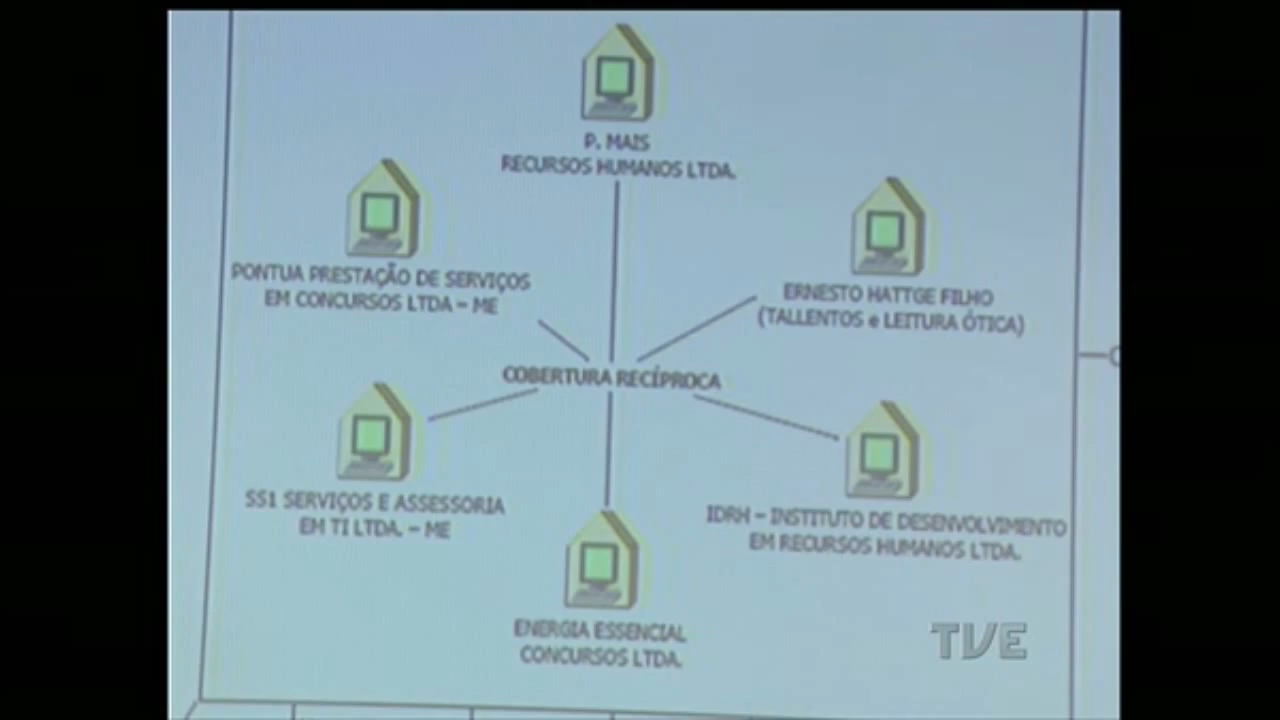 P. MAIS
RECURSOS HUMANOS LTDA.
PONTUA PRESTAÇÃO DE SERVIÇOS
EM CONCURSOS LTDA - ME
ERNESTO HATTGE FILHO
(TALLENTOS e LEITURA ÓTICA)
COBERTURA RECÍPROCA
SS1 SERVIÇOS E ASSESSORIA
EM TI LTDA. - ME
IDRH - INSTITUTO DE DESENVOLVIMENTO
EM RECURSOS HUMANOS LTDA.
ENERGIA ESSENCIAL
CONCURSOS LTDA.
TVE